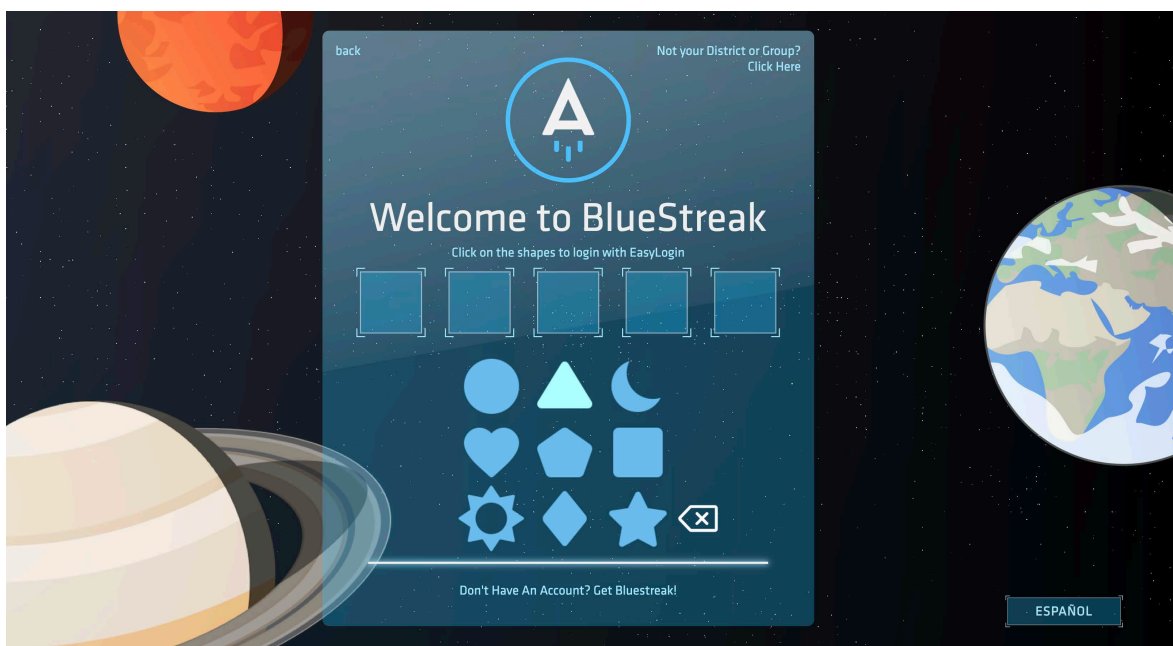 back
Not your District or Group?
Click Here
A
Welcome to BlueStreak
Click on the shapes to login with EasyLogin
Don't Have An Account? Get Bluestreak!
ESPAÑOL